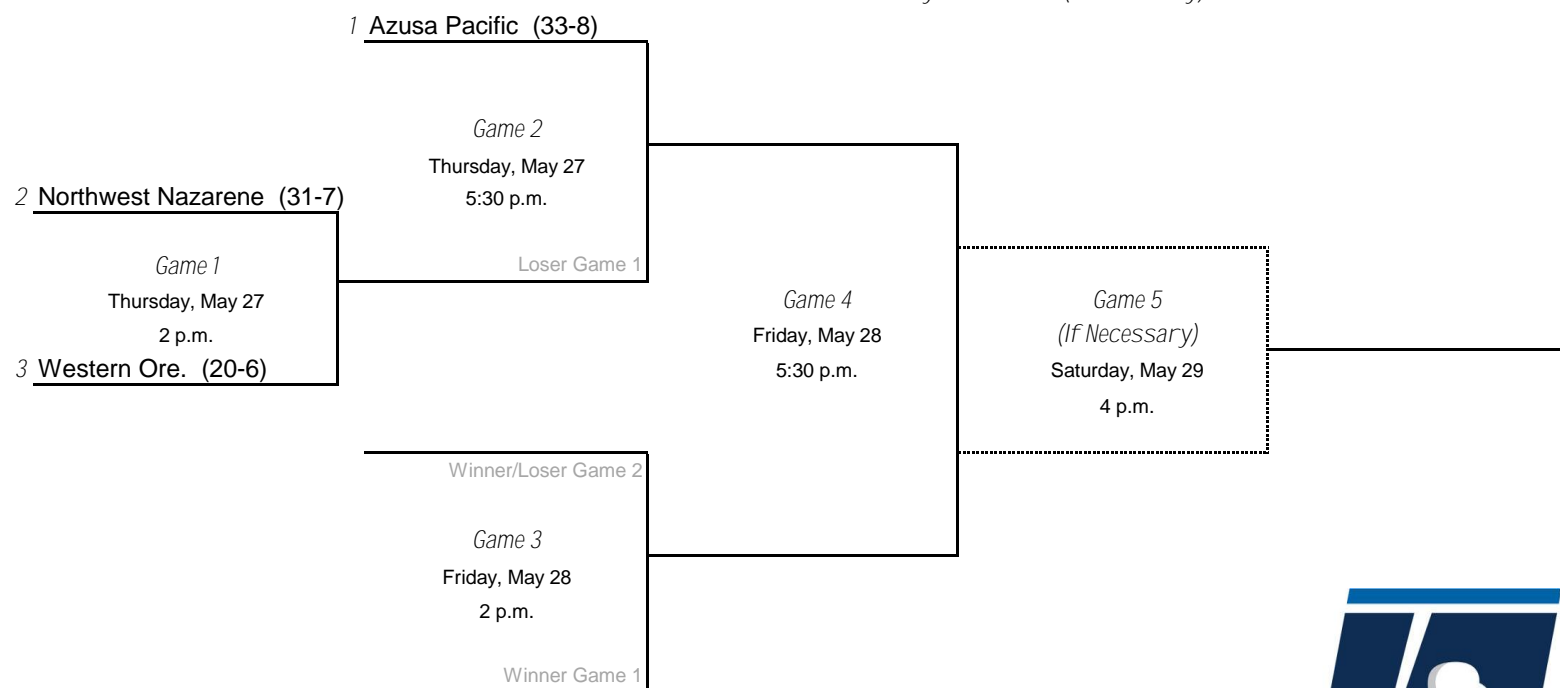 1 Azusa Pacific (33-8)
Game 2
Thursday, May 27
5:30 p.m.
Loser Game 1
2 Northwest Nazarene (31-7)
Game 1
Thursday, May 27
2 p.m.
3 Western Ore. (20-6)
Game 4
Friday, May 28
5:30 p.m.
Game 5
(If Necessary)
Saturday, May 29
4 p.m.
Winner/Loser Game 2
Game 3
Friday, May 28
2 p.m.
Winner Game 1